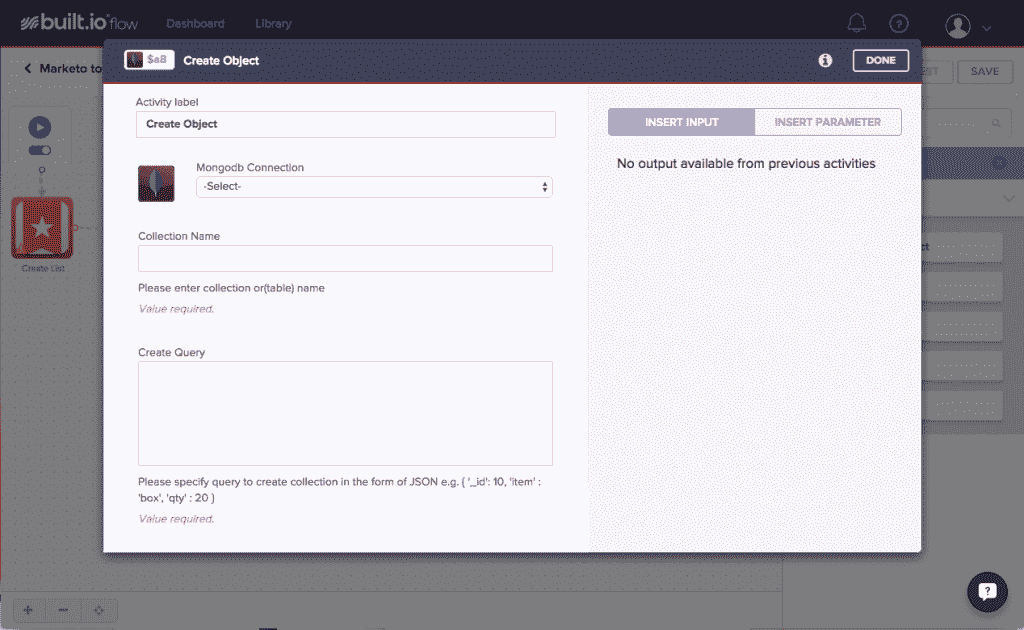 built.io flow
Dashboard
Library
Marketo to
SAVE
$a8
Create Object
DONE
Activity label
Create Object
INSERT INPUT
INSERT PARAMETER
No output available from previous activities
Mongodb Connection
-Select-
Create List
Collection Name
Please enter collection or(table) name
Value required.
Create Query
Please specify query to create collection in the form of JSON e.g. { '_id': 10, 'item' :
'box', 'qty' : 20 }
Value required.